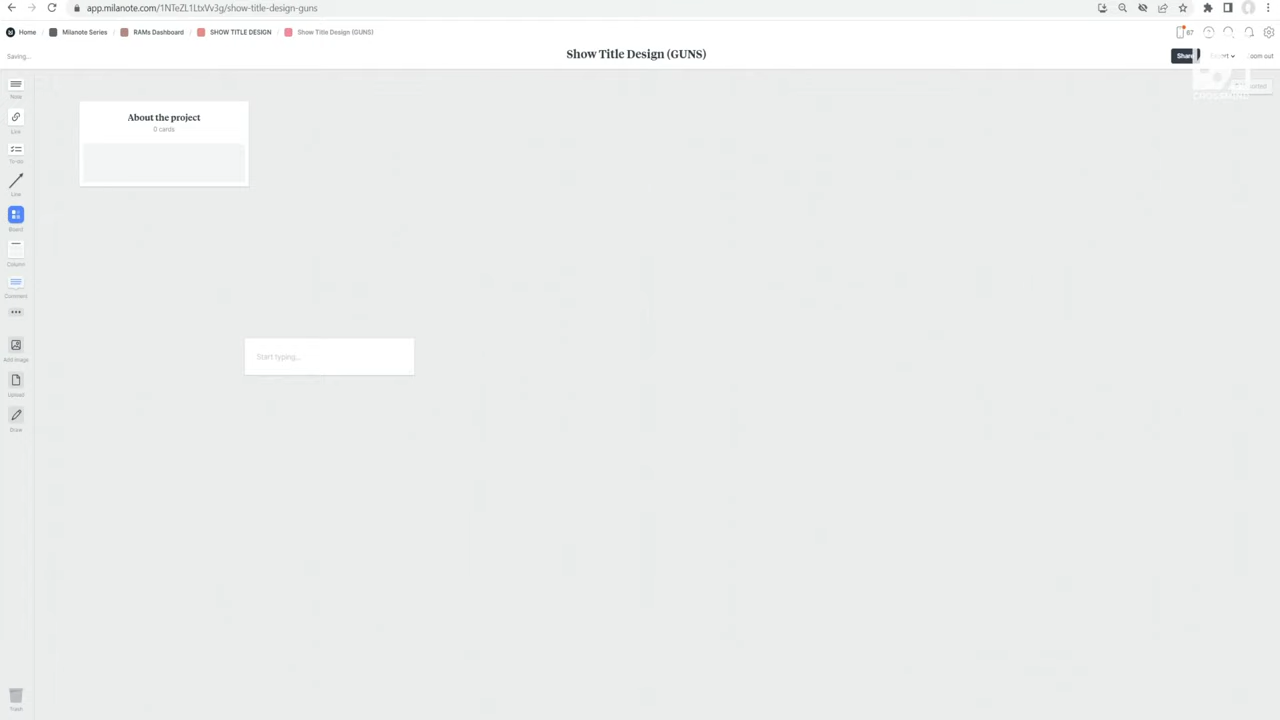 app.milanote.com/1NTeZL1LtxVv3g/show-title-design-guns
Home / Milanote Series / RAMs Dashboard / SHOW TITLE DESIGN / Show Title Design (GUNS)
67
Saving...
Show Title Design (GUNS)
Share
Note
About the project
0 cards
Link
To-do
Line
Board
Column
Comment
Start typing...
Add image
Upload
Draw
Trash